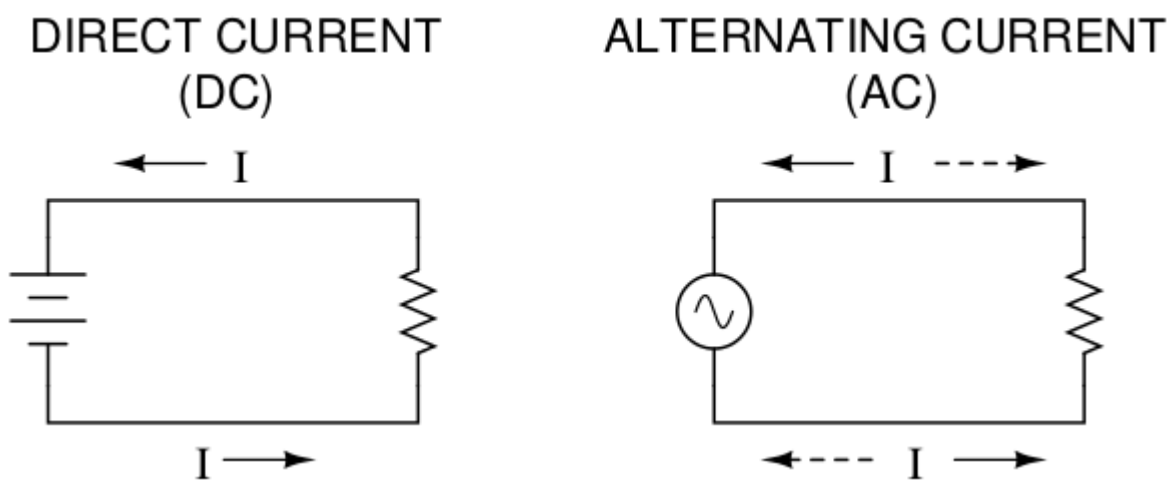 DIRECT CURRENT
(DC)
I
I
ALTERNATING CURRENT
(AC)
I
I